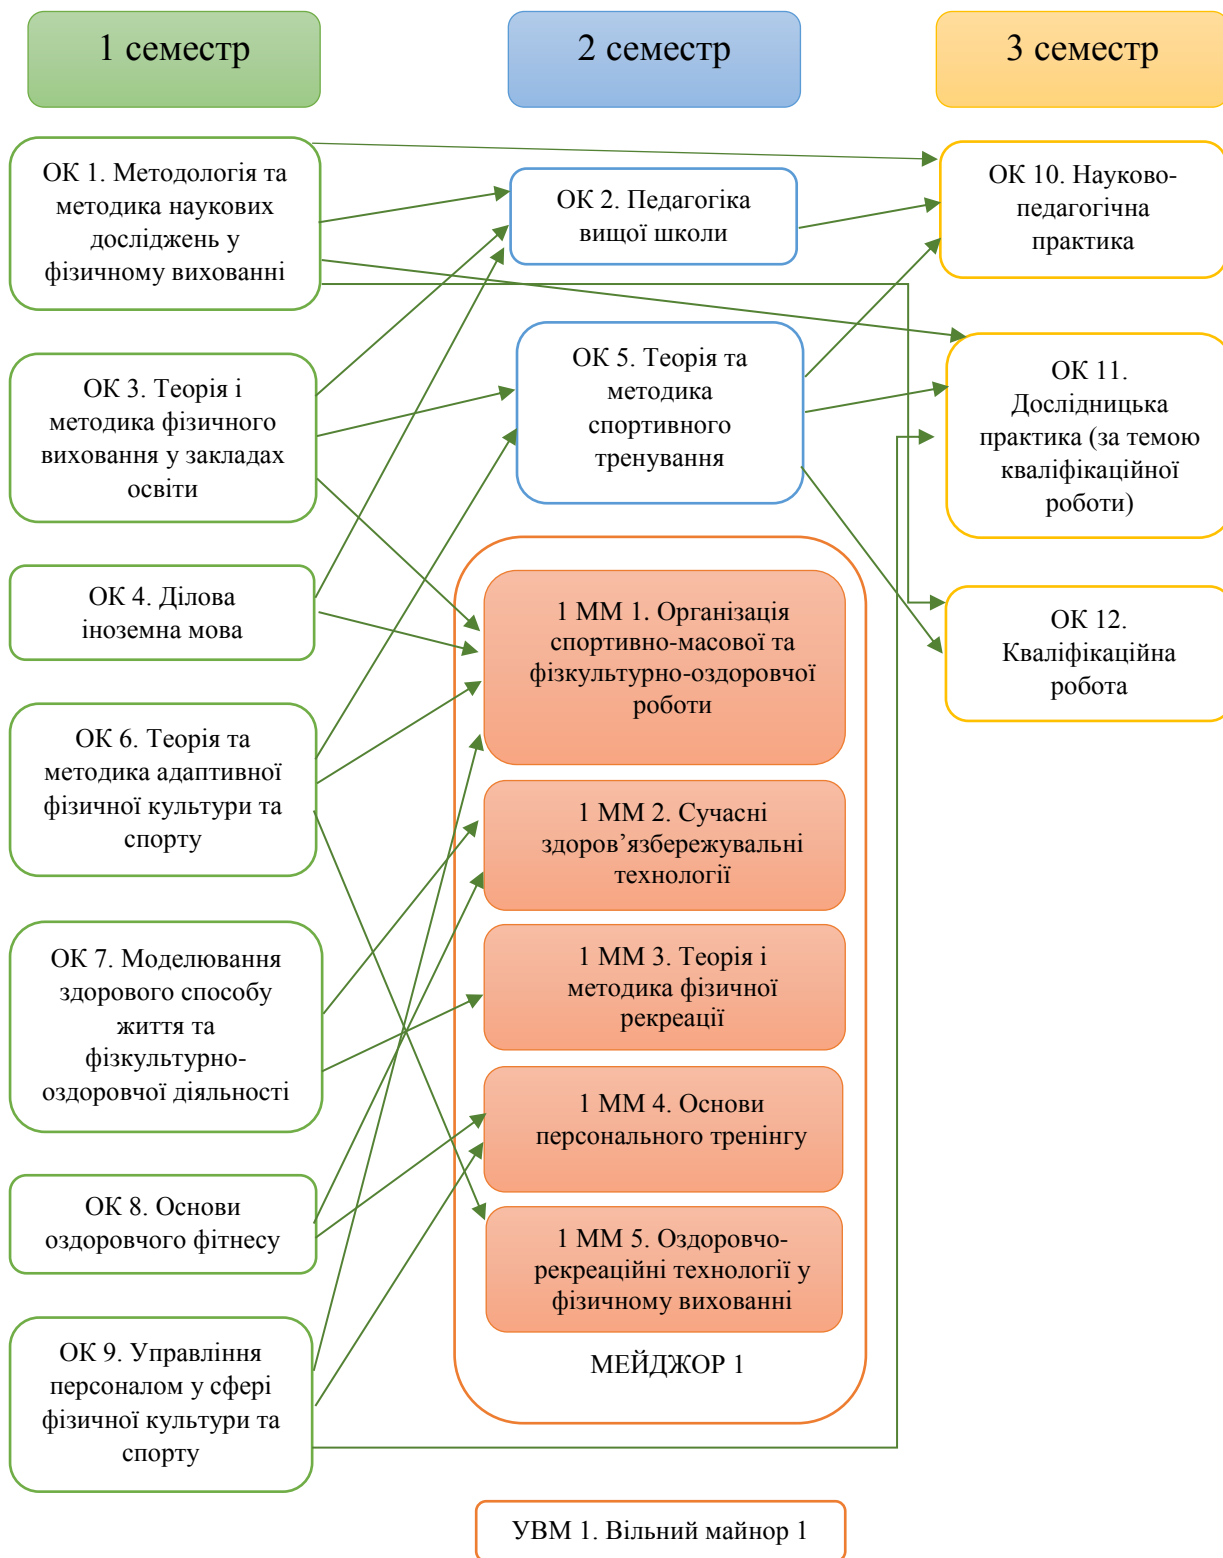 1 семестр
2 семестр
3 семестр
ОК 1. Методологія та
методика наукових
досліджень у
фізичному вихованні
ОК 3. Теорія і
методика фізичного
виховання у закладах
освіти
ОК 4. Ділова
іноземна мова
ОК 6. Теорія та
методика адаптивної
фізичної культури та
спорту
ОК 7. Моделювання
здорового способу
життя та
фізкультурно-
оздоровчої діяльності
ОК 8. Основи
оздоровчого фітнесу
ОК 9. Управління
персоналом у сфері
фізичної культури та
спорту
ОК 2. Педагогіка
вищої школи
ОК 5. Теорія та
методика
спортивного
тренування
1 ММ 1. Організація
спортивно-масової та
фізкультурно-оздоровчої
роботи
1 ММ 2. Сучасні
здоров’язбережувальні
технології
1 ММ 3. Теорія і
методика фізичної
рекреації
1 ММ 4. Основи
персонального тренінгу
1 ММ 5. Оздоровчо-
рекреаційні технології у
фізичному вихованні
МЕЙДЖОР 1
УВМ 1. Вільний майнор 1
ОК 10. Науково-
педагогічна
практика
ОК 11.
Дослідницька
практика (за темою
кваліфікаційної
роботи)
ОК 12.
Кваліфікаційна
робота